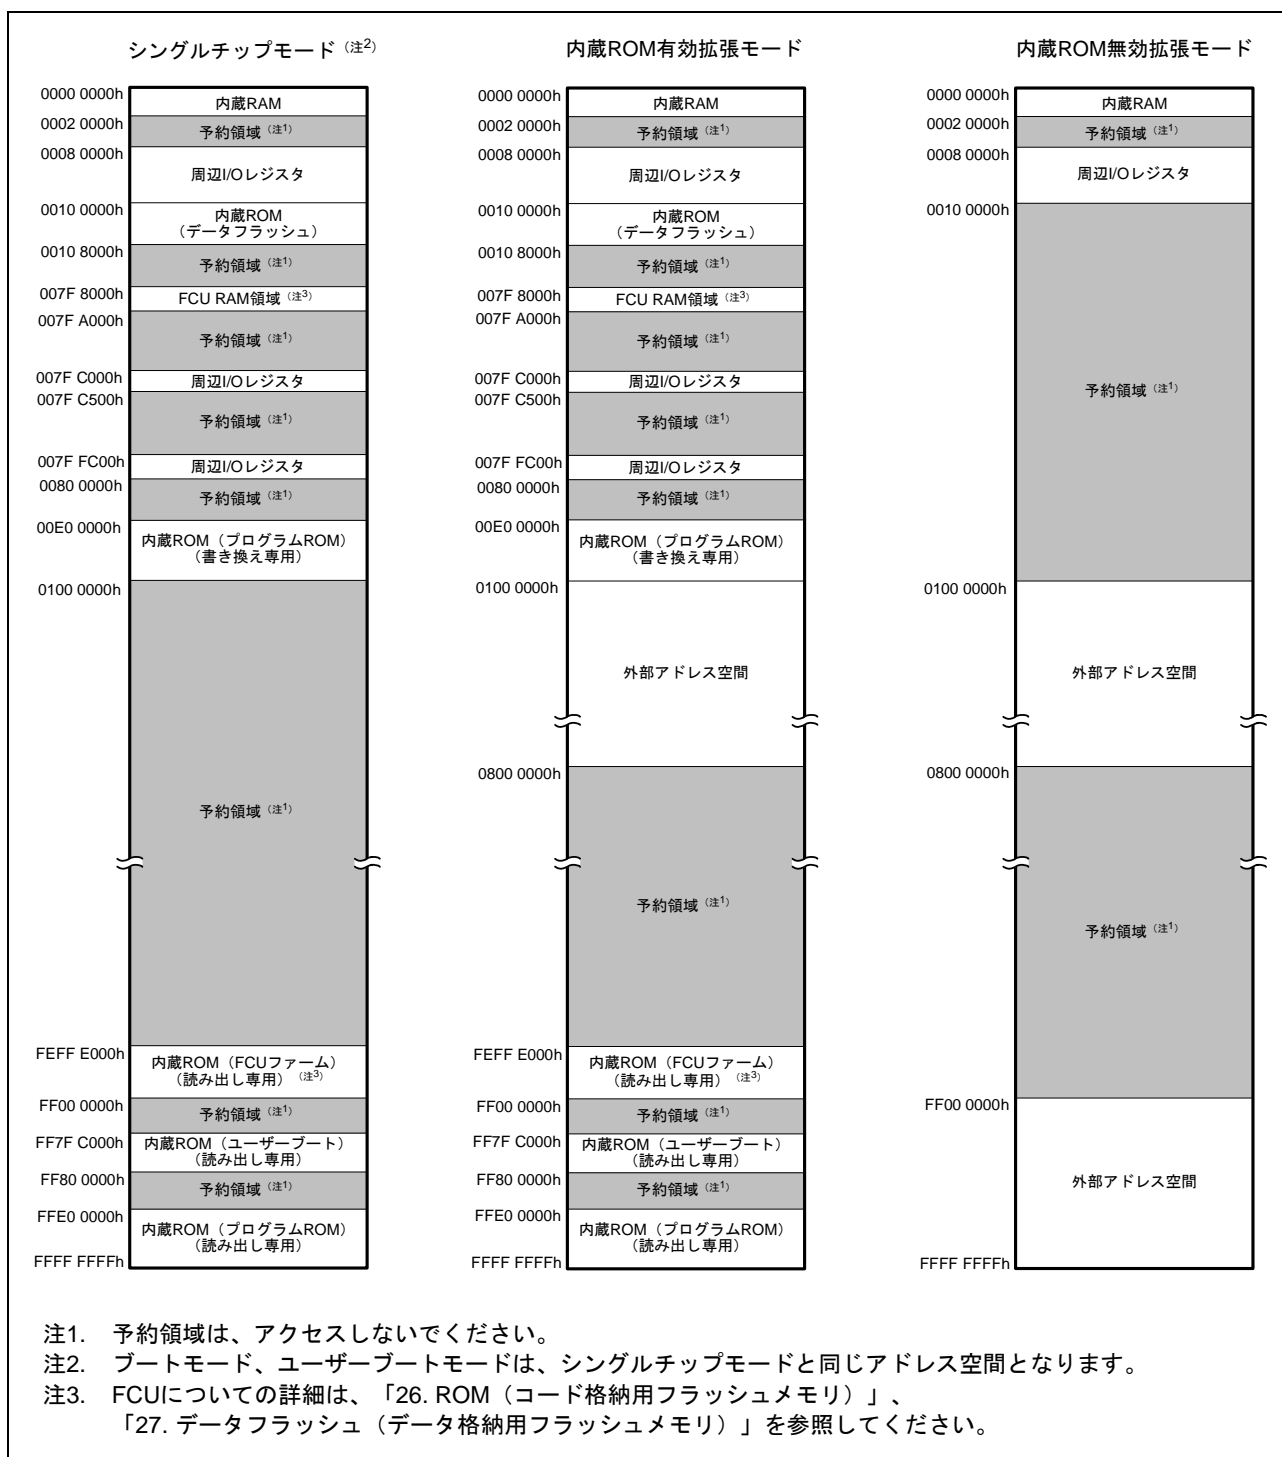 シングルチップモード（注2）
0000 0000h
内蔵RAM
0002 0000h
予約領域（注1）
0008 0000h
周辺I/Oレジスタ
0010 0000h
内蔵ROM
（データフラッシュ）
0010 8000h
予約領域（注1）
007F 8000h
FCU RAM領域（注3）
007F A000h
予約領域（注1）
007F C000h
周辺I/Oレジスタ
007F C500h
予約領域（注1）
007F FC00h
周辺I/Oレジスタ
0080 0000h
予約領域（注1）
00E0 0000h
内蔵ROM（プログラムROM）
（書き換え専用）
0100 0000h
予約領域（注1）
FEFF E000h
内蔵ROM（FCUファーム）
（読み出し専用）（注3）
FF00 0000h
予約領域（注1）
FF7F C000h
内蔵ROM（ユーザーブート）
（読み出し専用）
FF80 0000h
予約領域（注1）
FFE0 0000h
内蔵ROM（プログラムROM）
（読み出し専用）
FFFF FFFFh
内蔵ROM有効拡張モード
0000 0000h
内蔵RAM
0002 0000h
予約領域（注1）
0008 0000h
周辺I/Oレジスタ
0010 0000h
内蔵ROM
（データフラッシュ）
0010 8000h
予約領域（注1）
007F 8000h
FCU RAM領域（注3）
007F A000h
予約領域（注1）
007F C000h
周辺I/Oレジスタ
007F C500h
予約領域（注1）
007F FC00h
周辺I/Oレジスタ
0080 0000h
予約領域（注1）
00E0 0000h
内蔵ROM（プログラムROM）
（書き換え専用）
0100 0000h
外部アドレス空間
0800 0000h
予約領域（注1）
FEFF E000h
内蔵ROM（FCUファーム）
（読み出し専用）（注3）
FF00 0000h
予約領域（注1）
FF7F C000h
内蔵ROM（ユーザーブート）
（読み出し専用）
FF80 0000h
予約領域（注1）
FFE0 0000h
内蔵ROM（プログラムROM）
（読み出し専用）
FFFF FFFFh
内蔵ROM無効拡張モード
0000 0000h
内蔵RAM
0002 0000h
予約領域（注1）
0008 0000h
周辺I/Oレジスタ
0010 0000h
予約領域（注1）
0100 0000h
外部アドレス空間
0800 0000h
予約領域（注1）
FF00 0000h
外部アドレス空間
FFFF FFFFh
注1. 予約領域は、アクセスしないでください。
注2. ブートモード、ユーザーブートモードは、シングルチップモードと同じアドレス空間となります。
注3. FCUについての詳細は、「26. ROM（コード格納用フラッシュメモリ）」、
「27. データフラッシュ（データ格納用フラッシュメモリ）」を参照してください。